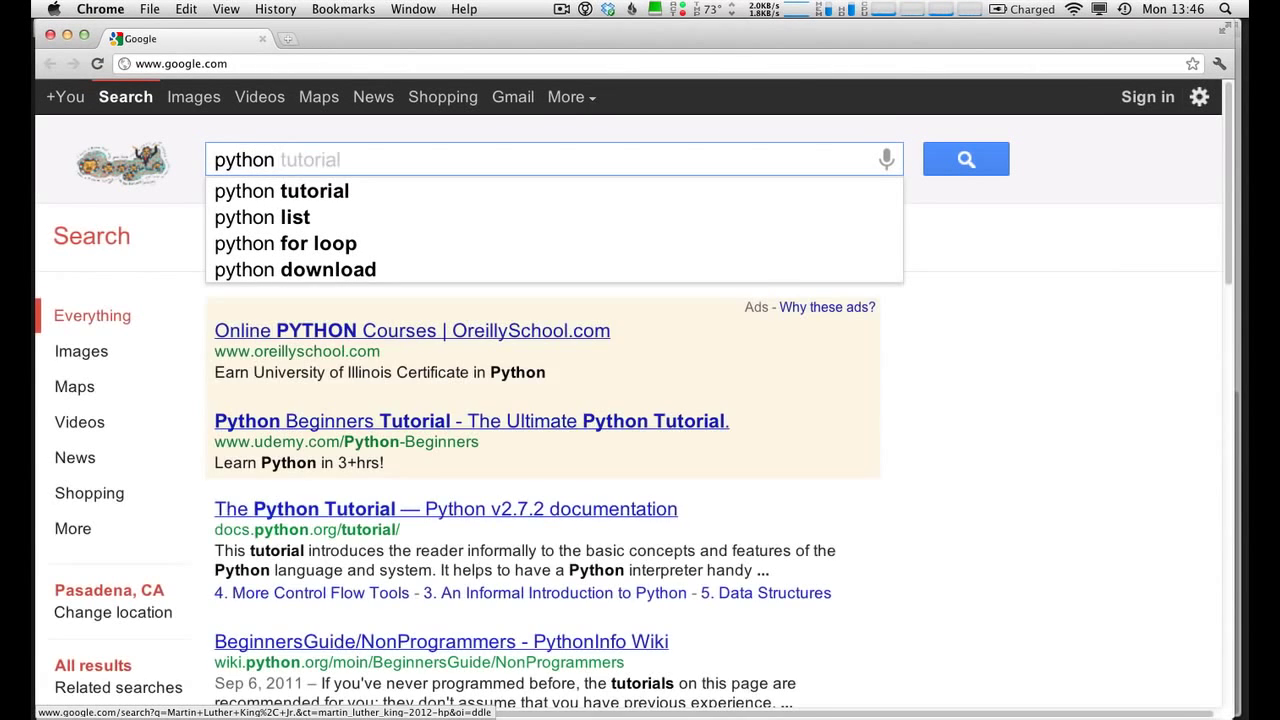 Chrome File Edit View History Bookmarks Window Help 73° 2.0KB/s 1.8KB/s Charged Mon 13:46
Google
www.google.com
+You Search Images Videos Maps News Shopping Gmail More Sign in
python tutorial
python tutorial
python list
python for loop
python download
Search
Everything
Images
Maps
Videos
News
Shopping
More
Pasadena, CA
Change location
All results
Related searches
Ads - Why these ads?
Online PYTHON Courses | OreillySchool.com
www.oreillyschool.com
Earn University of Illinois Certificate in Python
Python Beginners Tutorial - The Ultimate Python Tutorial.
www.udemy.com/Python-Beginners
Learn Python in 3+hrs!
The Python Tutorial — Python v2.7.2 documentation
docs.python.org/tutorial/
This tutorial introduces the reader informally to the basic concepts and features of the
Python language and system. It helps to have a Python interpreter handy ...
4. More Control Flow Tools - 3. An Informal Introduction to Python - 5. Data Structures
BeginnersGuide/NonProgrammers - PythonInfo Wiki
wiki.python.org/moin/BeginnersGuide/NonProgrammers
Sep 6, 2011 – If you've never programmed before, the tutorials on this page are
recommended for you; they don't assume that you have previous experience. ...
www.google.com/search?q=Martin+Luther+King%2C+Jr.&ct=martin_luther_king-2012-hp&oi=ddle